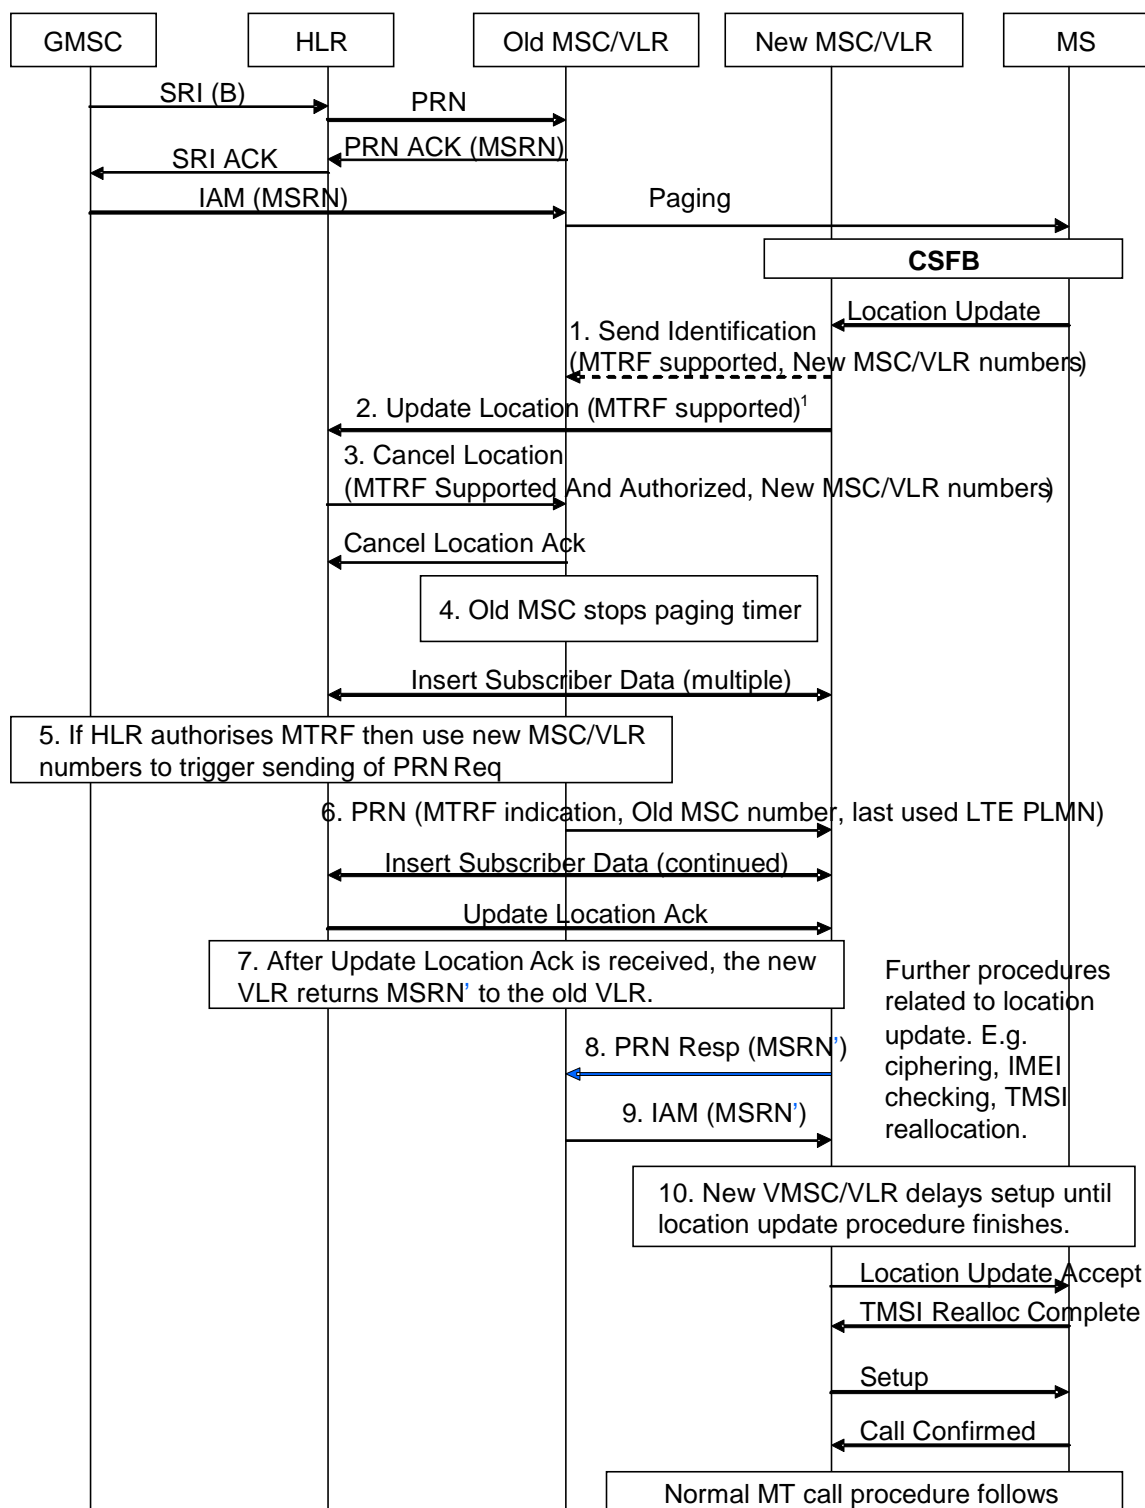 GMSC
HLR
Old MSC/VLR
New MSC/VLR
MS
SRI (B)
PRN
PRN ACK (MSRN)
SRI ACK
IAM (MSRN)
Paging
CSFB
Location Update
1. Send Identification
(MTRF supported, New MSC/VLR numbers)
2. Update Location (MTRF supported)1
3. Cancel Location
(MTRF Supported And Authorized, New MSC/VLR numbers)
Cancel Location Ack
4. Old MSC stops paging timer
Insert Subscriber Data (multiple)
5. If HLR authorises MTRF then use new MSC/VLR
numbers to trigger sending of PRN Req
6. PRN (MTRF indication, Old MSC number, last used LTE PLMN)
Insert Subscriber Data (continued)
Update Location Ack
7. After Update Location Ack is received, the new
VLR returns MSRN' to the old VLR.
Further procedures
related to location
update. E.g.
ciphering, IMEI
checking, TMSI
reallocation.
8. PRN Resp (MSRN')
9. IAM (MSRN')
10. New VMSC/VLR delays setup until
location update procedure finishes.
Location Update Accept
TMSI Realloc Complete
Setup
Call Confirmed
Normal MT call procedure follows